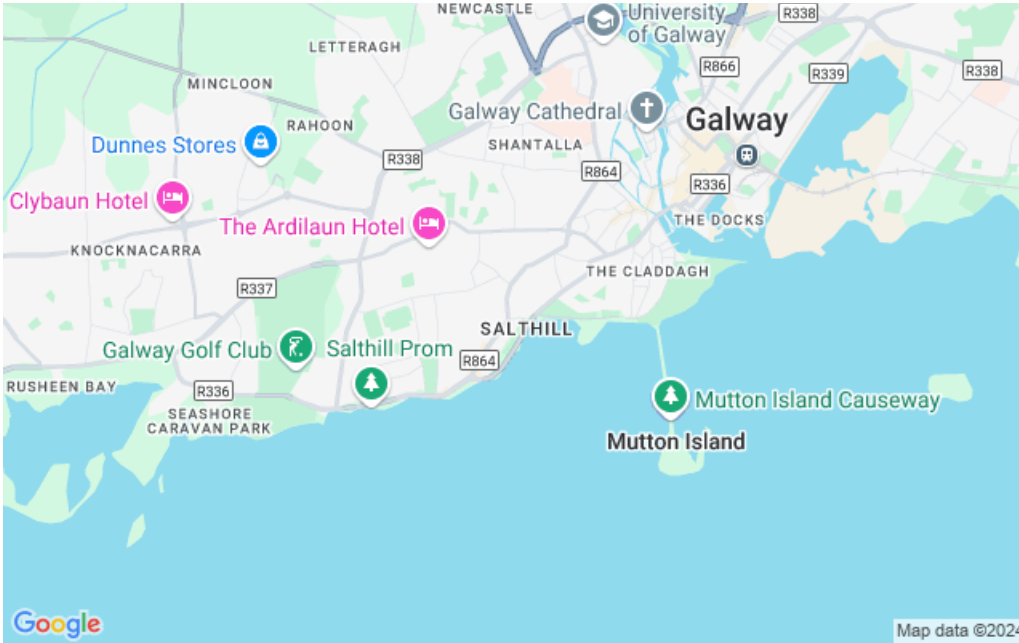 NEWCASTLE
University
of Galway
R338
LETTERAGH
R866
R339
R338
MINCLOON
Galway Cathedral
Galway
RAHOON
Dunnes Stores
SHANTALLA
R338
R864
R336
Clybaun Hotel
The Ardilaun Hotel
THE DOCKS
KNOCKNACARRA
THE CLADDAGH
R337
SALTHILL
Galway Golf Club
Salthill Prom
R864
RUSHEEN BAY
R336
SEASHORE
CARAVAN PARK
Mutton Island Causeway
Mutton Island
Google
Map data ©2024